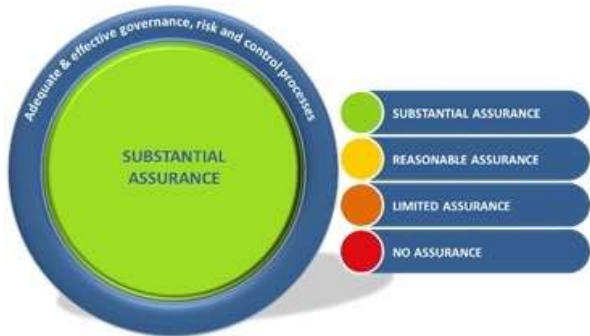 Adequate & effective governance, risk and control processes
SUBSTANTIAL
ASSURANCE
SUBSTANTIAL ASSURANCE
REASONABLE ASSURANCE
LIMITED ASSURANCE
NO ASSURANCE